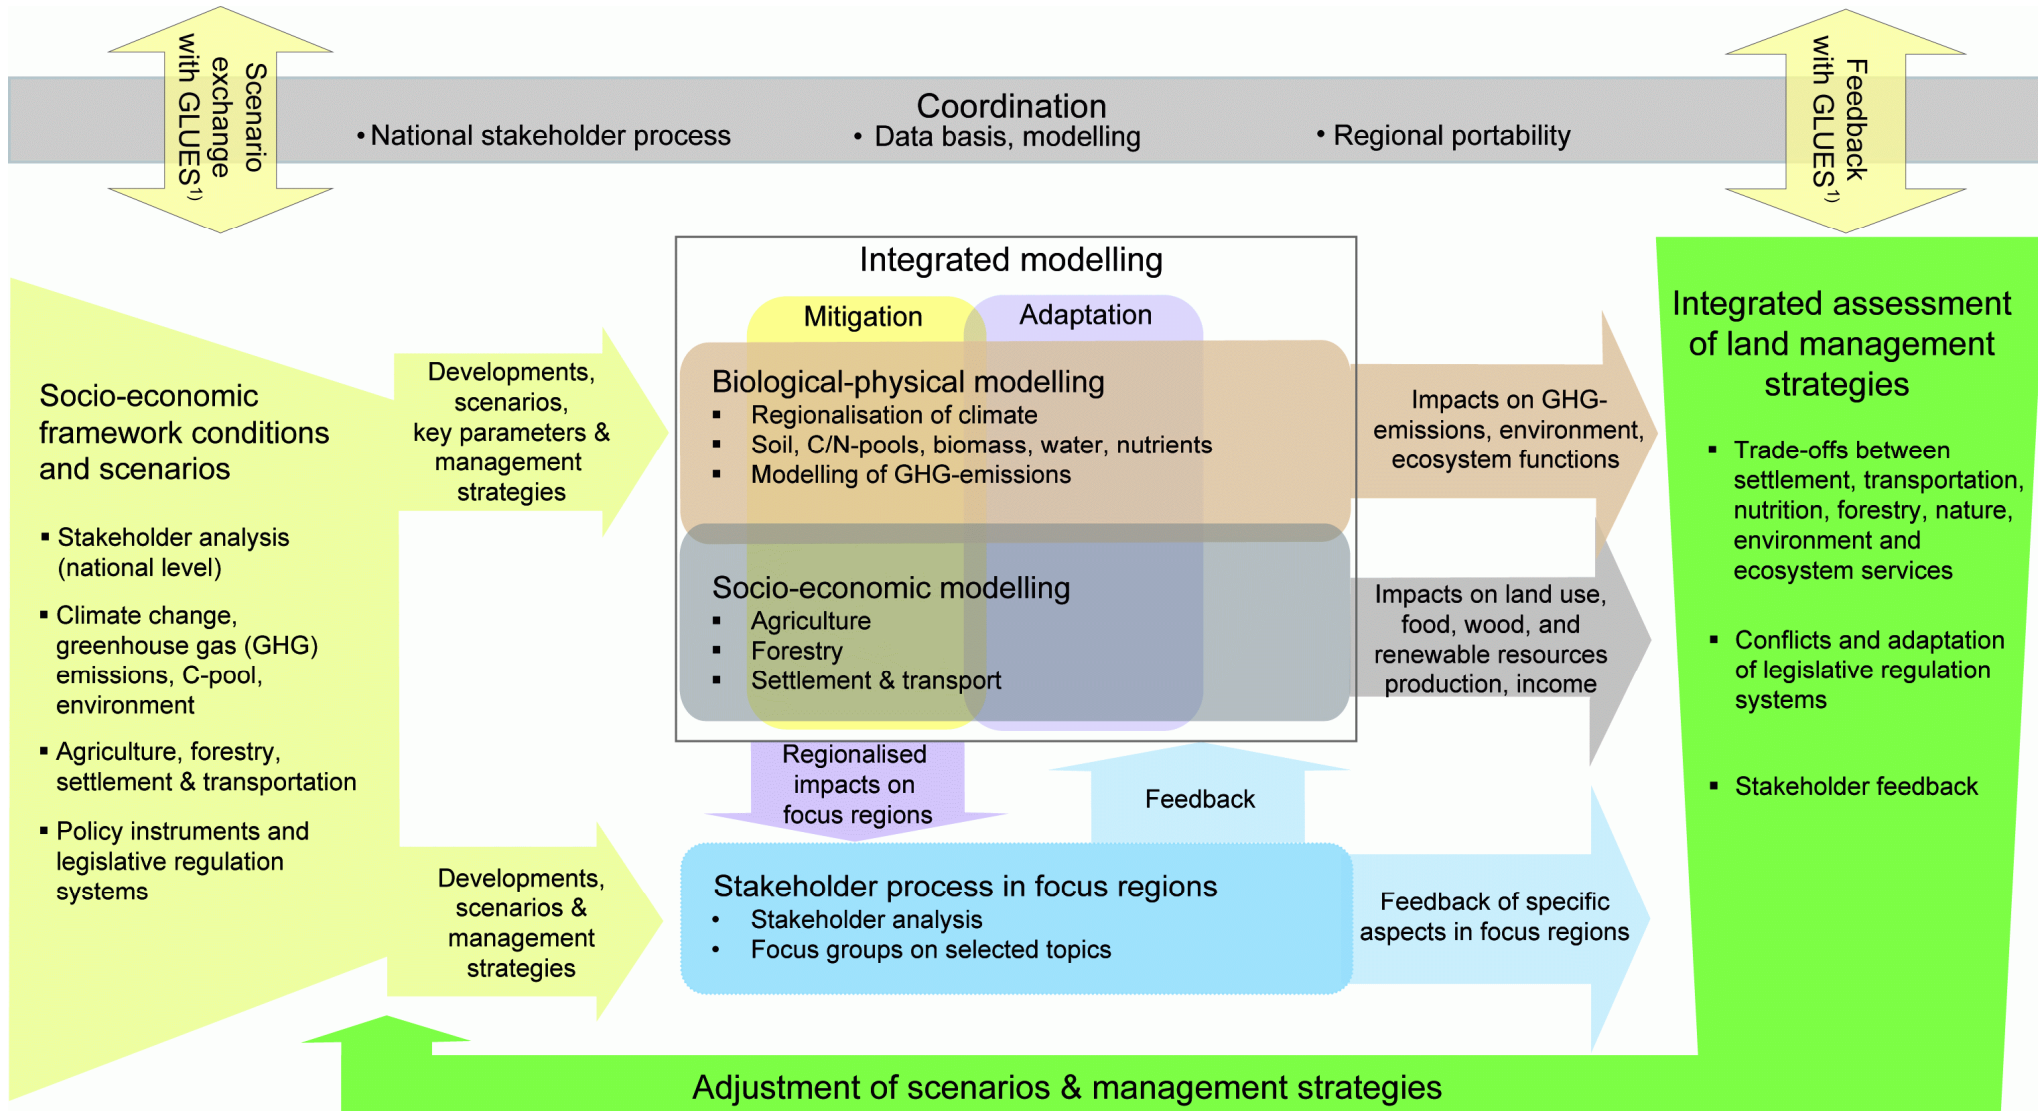 Scenario
exchange
with GLUES1)
Feedback
with GLUES1)
Coordination
• National stakeholder process
• Data basis, modelling
• Regional portability
Socio-economic
framework conditions
and scenarios
▪ Stakeholder analysis
(national level)
▪ Climate change,
greenhouse gas (GHG)
emissions, C-pool,
environment
▪ Agriculture, forestry,
settlement & transportation
▪ Policy instruments and
legislative regulation
systems
Developments,
scenarios,
key parameters &
management
strategies
Developments,
scenarios &
management
strategies
Integrated modelling
Mitigation
Adaptation
Biological-physical modelling
▪ Regionalisation of climate
▪ Soil, C/N-pools, biomass, water, nutrients
▪ Modelling of GHG-emissions
Socio-economic modelling
▪ Agriculture
▪ Forestry
▪ Settlement & transport
Regionalised
impacts on
focus regions
Feedback
Stakeholder process in focus regions
• Stakeholder analysis
• Focus groups on selected topics
Impacts on GHG-
emissions, environment,
ecosystem functions
Impacts on land use,
food, wood, and
renewable resources
production, income
Feedback of specific
aspects in focus regions
Integrated assessment
of land management
strategies
▪ Trade-offs between
settlement, transportation,
nutrition, forestry, nature,
environment and
ecosystem services
▪ Conflicts and adaptation
of legislative regulation
systems
▪ Stakeholder feedback
Adjustment of scenarios & management strategies